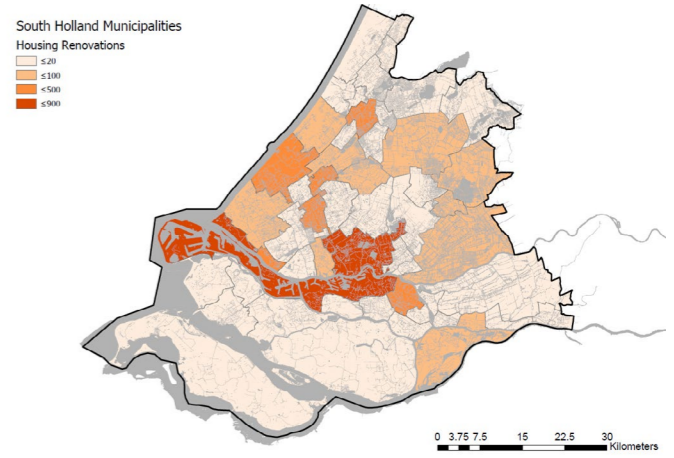 South Holland Municipalities
Housing Renovations
≤20
≤100
≤500
≤900
0 3.75 7.5 15 22.5 30
Kilometers